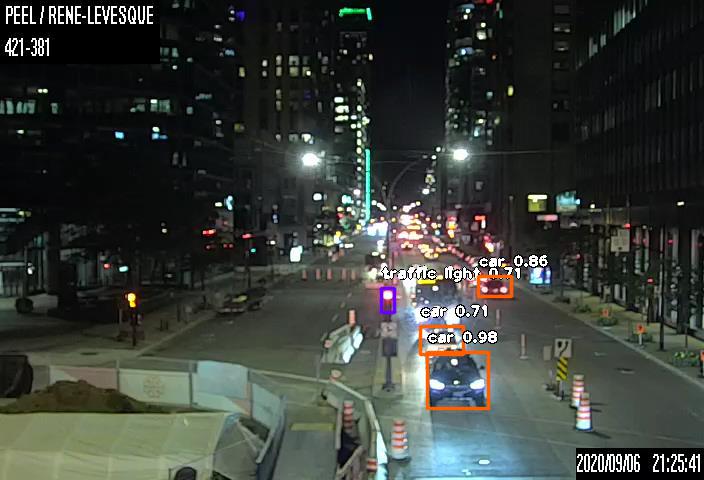 PEEL / RENE-LEVESQUE
421-381
car 0.86
traffic light 0.71
car 0.71
car 0.98
2020/09/06 21:25:41